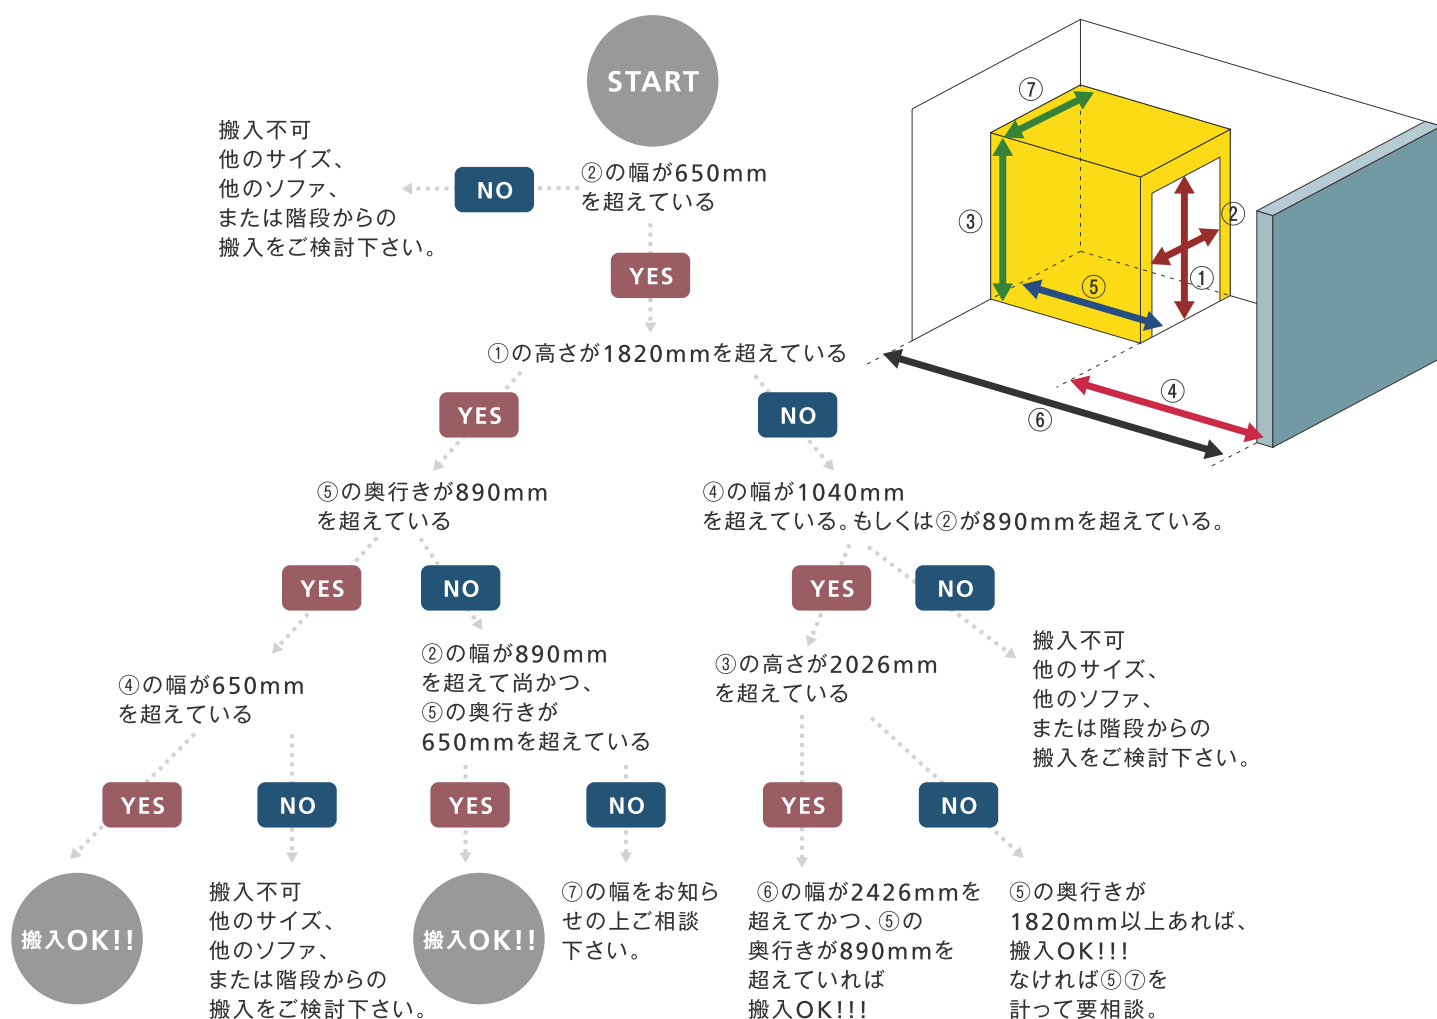 START
搬入不可
他のサイズ、
他のソファ、
または階段からの
搬入をご検討下さい。
NO
②の幅が650mm
を超えている
YES
①の高さが1820mmを超えている
YES
NO
⑤の奥行きが890mm
を超えている
④の幅が1040mm
を超えている。もしくは②が890mmを超えている。
YES
NO
YES
NO
④の幅が650mm
を超えている
②の幅が890mm
を超えて尚かつ、
⑤の奥行きが
650mmを超えている
③の高さが2026mm
を超えている
搬入不可
他のサイズ、
他のソファ、
または階段からの
搬入をご検討下さい。
YES
NO
YES
NO
YES
NO
搬入OK!!
搬入不可
他のサイズ、
他のソファ、
または階段からの
搬入をご検討下さい。
搬入OK!!
⑦の幅をお知ら
せの上ご相談
下さい。
⑥の幅が2426mmを
超えてかつ、⑤の
奥行きが890mmを
超えていれば
搬入OK!!!
⑤の奥行きが
1820mm以上あれば、
搬入OK!!!
なければ⑤⑦を
計って要相談。
⑦
③
②
①
⑤
④
⑥